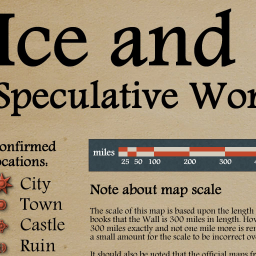 Ice and
Speculative Wor
onfirmed
ocations:
City
Town
Castle
Ruin
miles
25 50 100 200 300
Note about map scale
The scale of this map is based upon the length
books that the Wall is 300 miles in length. How
300 miles exactly and not one mile more is ren
a small amount for the scale to be incorrect ove
It should also be noted that the official maps fr